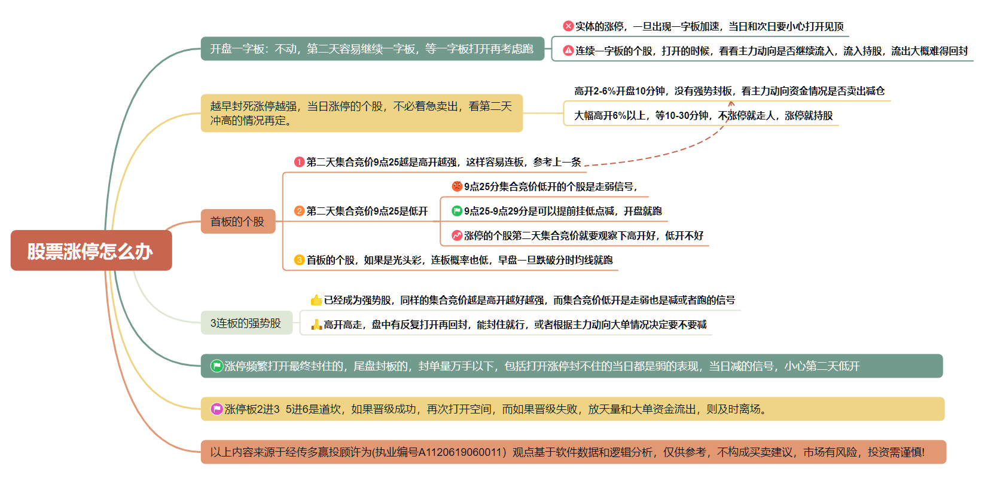 股票涨停怎么办
开盘一字板：不动，第二天容易继续一字板，等一字板打开再考虑跑
实体的涨停，一旦出现一字板加速，当日和次日要小心打开见顶
连续一字板的个股，打开的时候，看看主力动向是否继续流入，流入持股，流出大概难得回封
越早封死涨停越强，当日涨停的个股，不必着急卖出，看第二天
冲高的情况再定。
高开2-6%开盘10分钟，没有强势封板，看主力动向资金情况是否卖出减仓
大幅高开6%以上，等10-30分钟，不涨停就走人，涨停就持股
首板的个股
1 第二天集合竞价9点25越是高开越强，这样容易连板，参考上一条
2 第二天集合竞价9点25是低开
9点25分集合竞价低开的个股是走弱信号，
9点25-9点29分是可以提前挂低点减，开盘就跑
涨停的个股第二天集合竞价就要观察下高开好，低开不好
3 首板的个股，如果是光头彩，连板概率也低，早盘一旦跌破分时均线就跑
3连板的强势股
已经成为强势股，同样的集合竞价越是高开越好越强，而集合竞价低开是走弱也是减或者跑的信号
高开高走，盘中有反复打开再回封，能封住就行，或者根据主力动向大单情况决定要不要减
涨停频繁打开最终封住的，尾盘封板的，封单量万手以下，包括打开涨停封不住的当日都是弱的表现，当日减的信号，小心第二天低开
涨停板2进3 5进6是道坎，如果晋级成功，再次打开空间，而如果晋级失败，放天量和大单资金流出，则及时离场。
以上内容来源于经传多赢投顾许为(执业编号A1120619060011）观点基于软件数据和逻辑分析，仅供参考，不构成买卖建议，市场有风险，投资需谨慎!